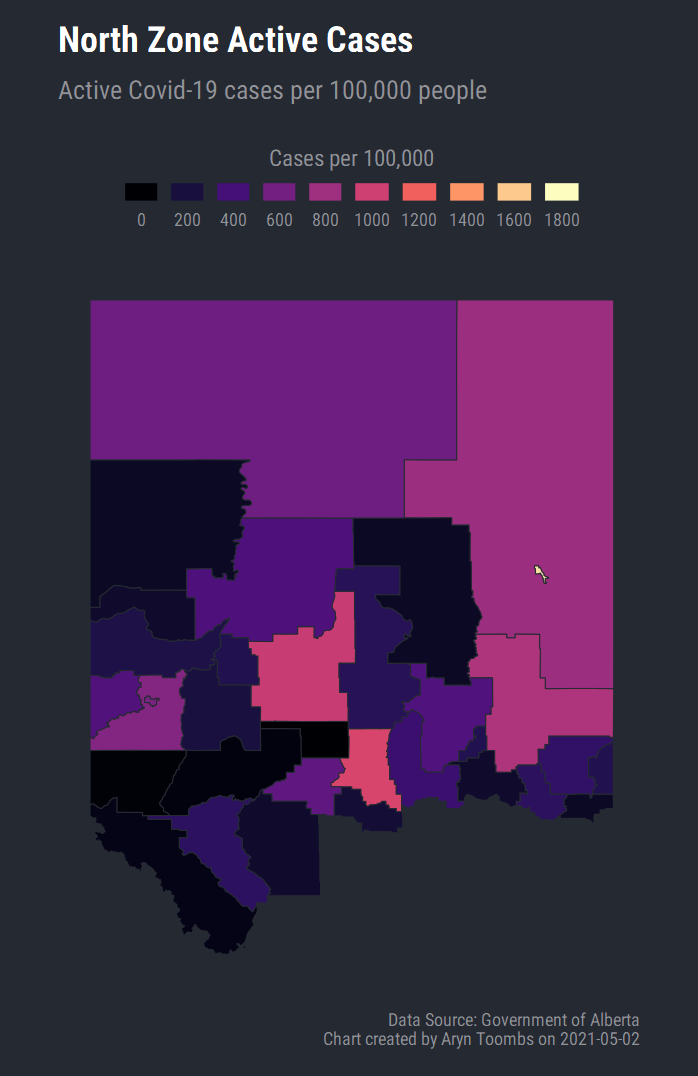 North Zone Active Cases
Active Covid-19 cases per 100,000 people
Cases per 100,000
0 200 400 600 800 1000 1200 1400 1600 1800
Data Source: Government of Alberta
Chart created by Aryn Toombs on 2021-05-02